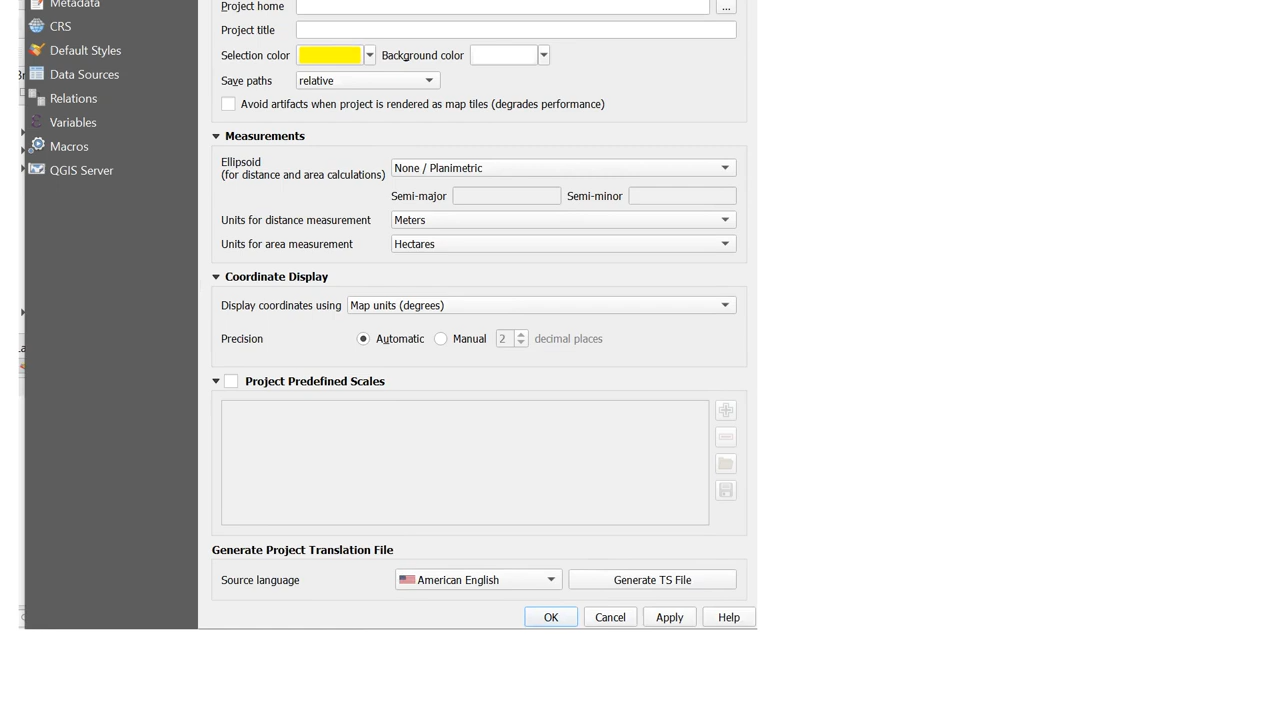 Metadata
CRS
Default Styles
Data Sources
Relations
Variables
Macros
QGIS Server
Project home
...
Project title
Selection color
Background color
Save paths relative
Avoid artifacts when project is rendered as map tiles (degrades performance)
Measurements
Ellipsoid
(for distance and area calculations) None / Planimetric
Semi-major Semi-minor
Units for distance measurement Meters
Units for area measurement Hectares
Coordinate Display
Display coordinates using Map units (degrees)
Precision Automatic Manual 2 decimal places
Project Predefined Scales
Generate Project Translation File
Source language American English Generate TS File
OK Cancel Apply Help